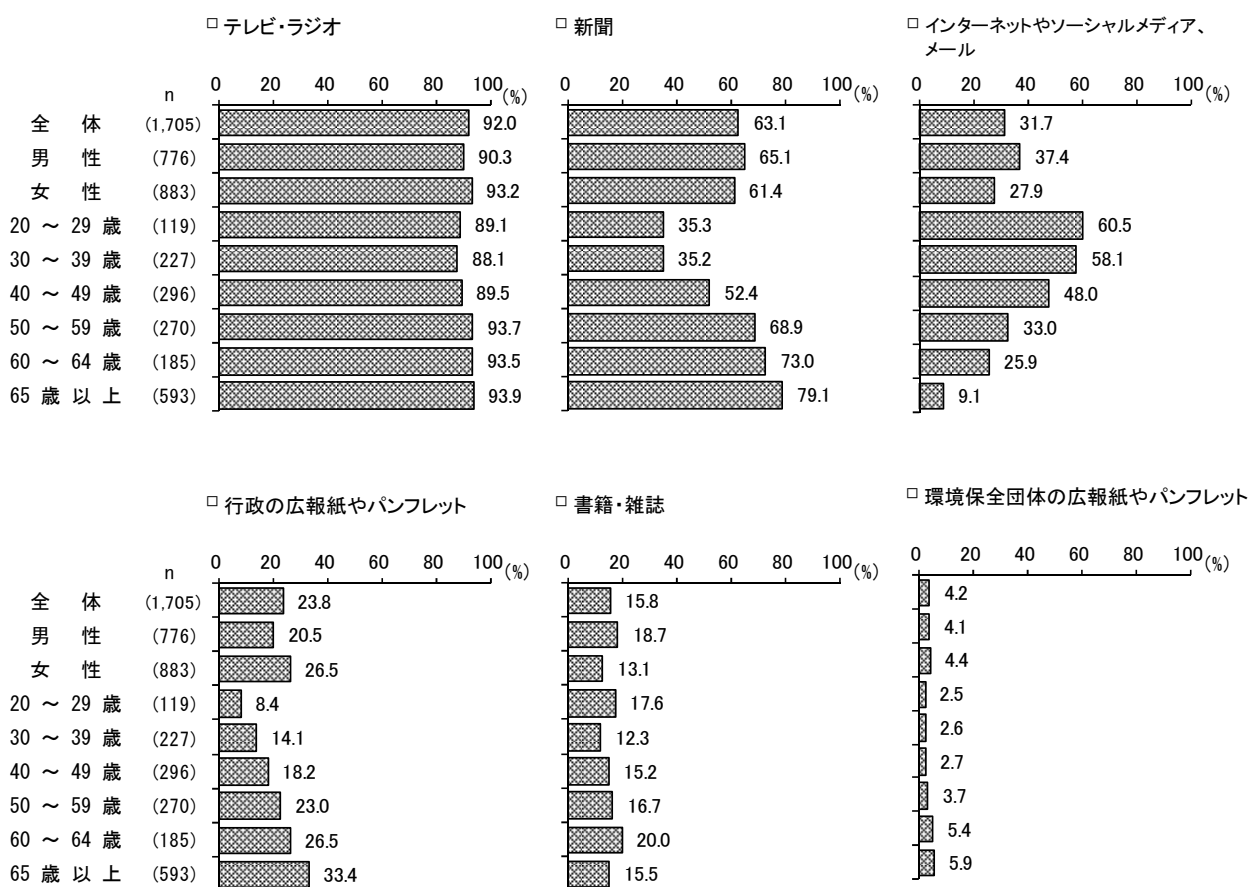 □ テレビ・ラジオ □ 新聞 □ インターネットやソーシャルメディア、
メール
n 0 20 40 60 80 100(%) 0 20 40 60 80 100(%) 0 20 40 60 80 100(%)
全 体 (1,705) 92.0 63.1 31.7
男 性 (776) 90.3 65.1 37.4
女 性 (883) 93.2 61.4 27.9
20 ～ 29 歳 (119) 89.1 35.3 60.5
30 ～ 39 歳 (227) 88.1 35.2 58.1
40 ～ 49 歳 (296) 89.5 52.4 48.0
50 ～ 59 歳 (270) 93.7 68.9 33.0
60 ～ 64 歳 (185) 93.5 73.0 25.9
65 歳 以 上 (593) 93.9 79.1 9.1
□ 行政の広報紙やパンフレット □ 書籍・雑誌 □ 環境保全団体の広報紙やパンフレット
n 0 20 40 60 80 100(%) 0 20 40 60 80 100(%) 0 20 40 60 80 100(%)
全 体 (1,705) 23.8 15.8 4.2
男 性 (776) 20.5 18.7 4.1
女 性 (883) 26.5 13.1 4.4
20 ～ 29 歳 (119) 8.4 17.6 2.5
30 ～ 39 歳 (227) 14.1 12.3 2.6
40 ～ 49 歳 (296) 18.2 15.2 2.7
50 ～ 59 歳 (270) 23.0 16.7 3.7
60 ～ 64 歳 (185) 26.5 20.0 5.4
65 歳 以 上 (593) 33.4 15.5 5.9